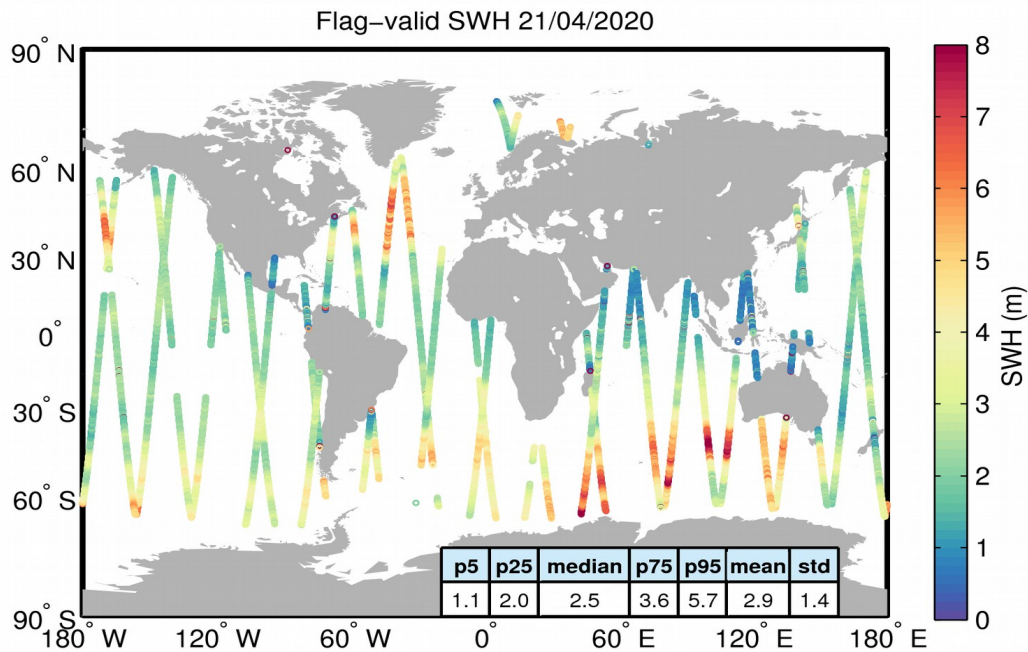 Flag−valid SWH 21/04/2020
90° N
60° N
30° N
0°
30° S
60° S
90° S
180° W
120° W
60° W
0°
60° E
120° E
180° E
8
7
6
5
4
3
2
1
0
SWH (m)
p5 p25 median p75 p95 mean std
1.1 2.0 2.5 3.6 5.7 2.9 1.4